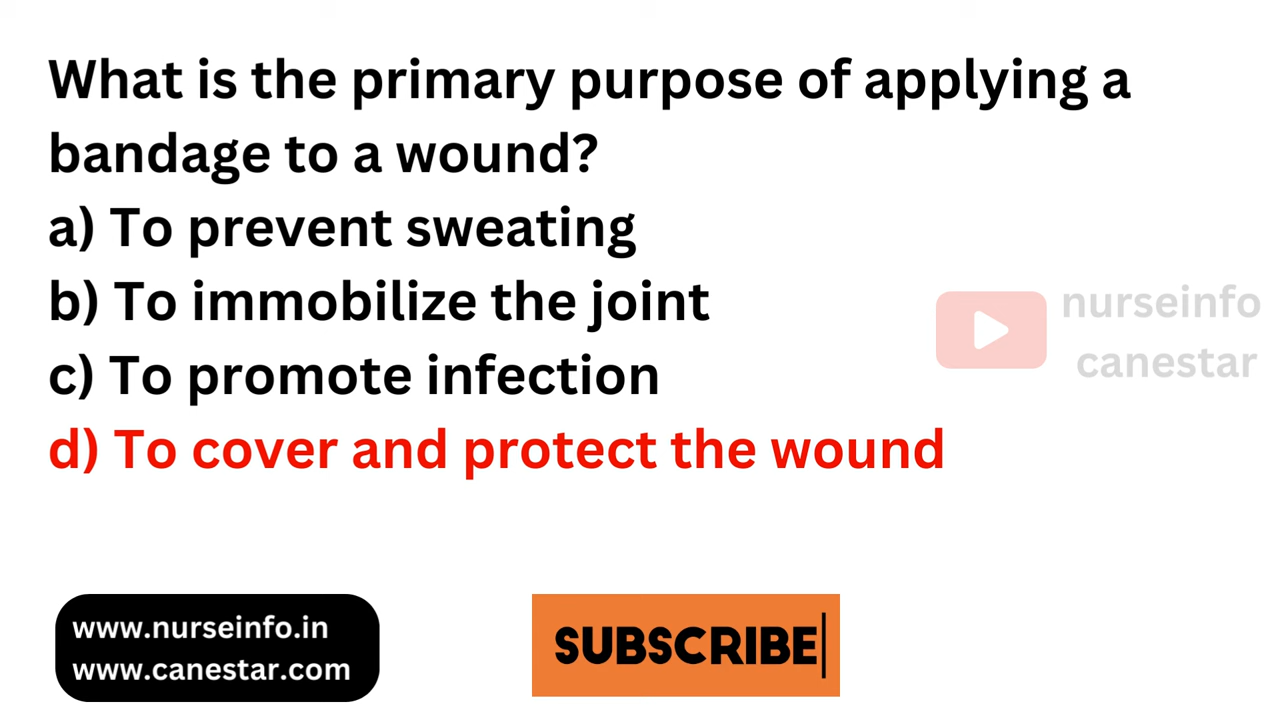 What is the primary purpose of applying a
bandage to a wound?
a) To prevent sweating
b) To immobilize the joint
c) To promote infection
d) To cover and protect the wound
nurseinfo
canestar
www.nurseinfo.in
www.canestar.com
SUBSCRIBE